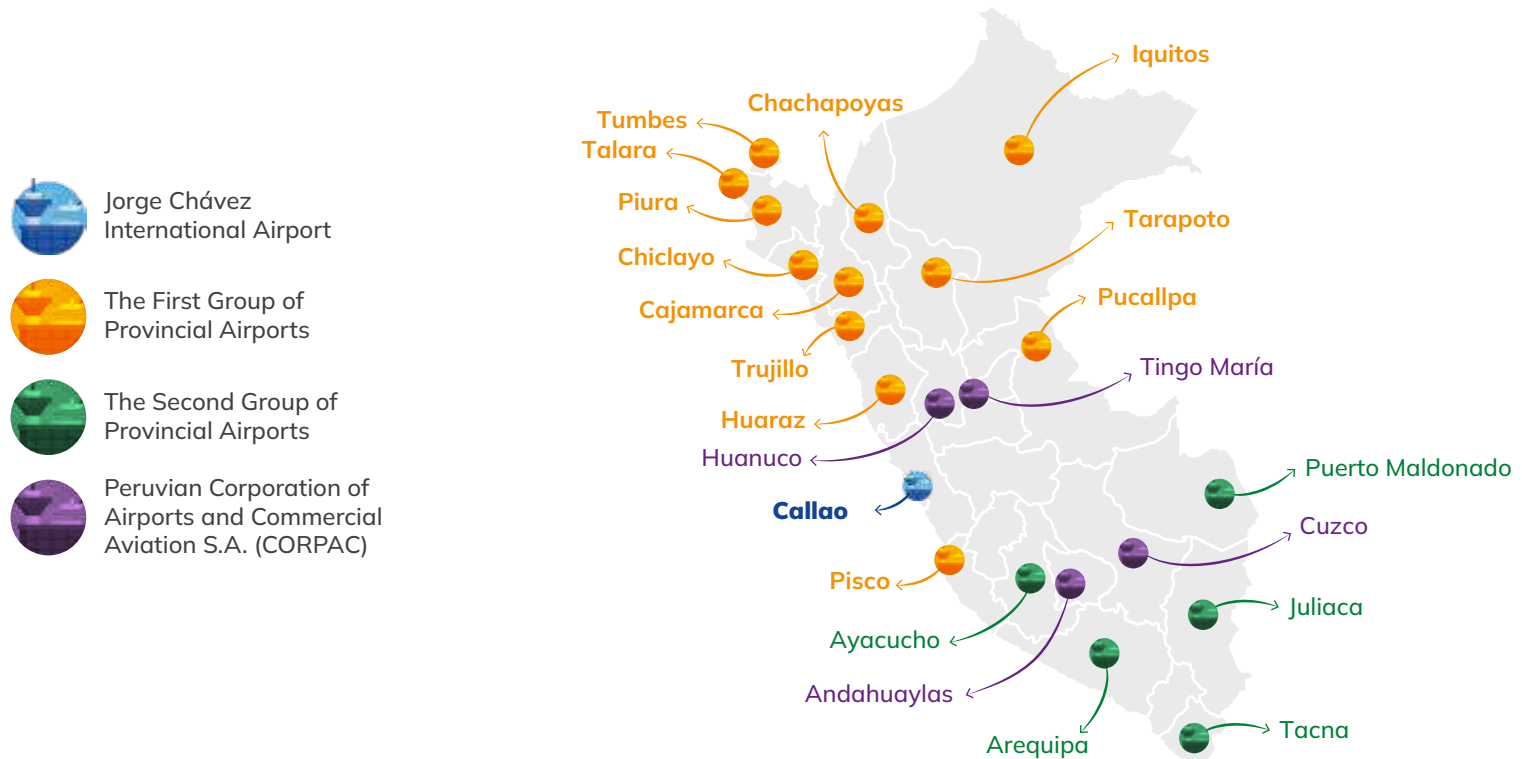 Jorge Chávez
International Airport
The First Group of
Provincial Airports
The Second Group of
Provincial Airports
Peruvian Corporation of
Airports and Commercial
Aviation S.A. (CORPAC)
Iquitos
Chachapoyas
Tumbes
Talara
Piura
Tarapoto
Chiclayo
Pucallpa
Cajamarca
Trujillo
Tingo María
Huaraz
Huanuco
Puerto Maldonado
Callao
Cuzco
Pisco
Juliaca
Ayacucho
Andahuaylas
Tacna
Arequipa